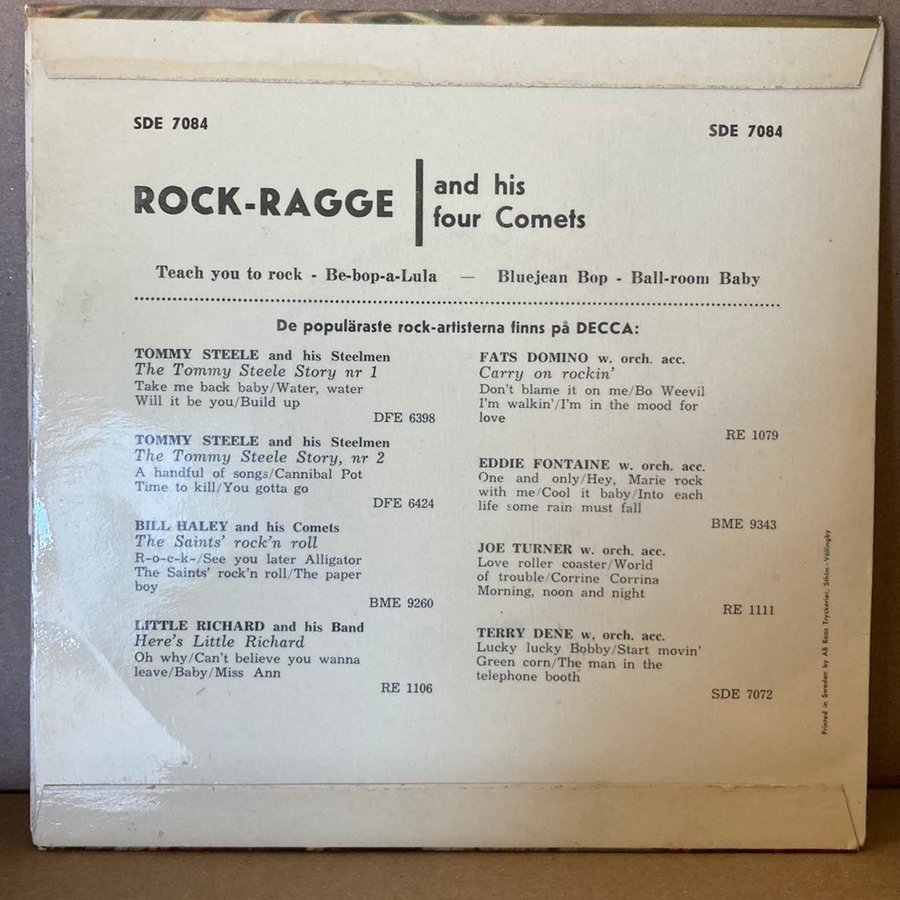 SDE 7084
SDE 7084
ROCK-RAGGE
and his
four Comets
Teach you to rock - Be-bop-a-Lula — Bluejean Bop - Ball-room Baby
De populäraste rock-artisterna finns på DECCA:
TOMMY STEELE and his Steelmen
The Tommy Steele Story nr 1
Take me back baby/Water, water
Will it be you/Build up
DFE 6398
TOMMY STEELE and his Steelmen
The Tommy Steele Story, nr 2
A handful of songs/Cannibal Pot
Time to kill/You gotta go
DFE 6424
BILL HALEY and his Comets
The Saints' rock'n roll
R-o-c-k-/See you later Alligator
The Saints' rock'n roll/The paper
boy
BME 9260
LITTLE RICHARD and his Band
Here's Little Richard
Oh why/Can't believe you wanna
leave/Baby/Miss Ann
RE 1106
FATS DOMINO w. orch. acc.
Carry on rockin'
Don't blame it on me/Bo Weevil
I'm walkin'/I'm in the mood for
love
RE 1079
EDDIE FONTAINE w. orch. acc.
One and only/Hey, Marie rock
with me/Cool it baby/Into each
life some rain must fall
BME 9343
JOE TURNER w. orch. acc.
Love roller coaster/World
of trouble/Corrine Corrina
Morning, noon and night
RE 1111
TERRY DENE w, orch. acc.
Lucky lucky Bobby/Start movin'
Green corn/The man in the
telephone booth
SDE 7072
Printed in Sweden by AB Roos Tryckerier, Sthlm - Vällingby